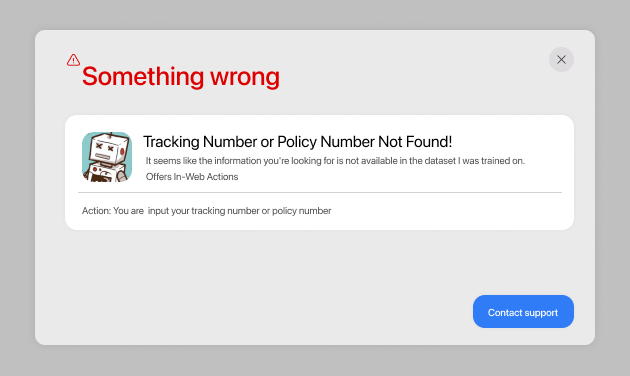 Something wrong
Tracking Number or Policy Number Not Found!
It seems like the information you're looking for is not available in the dataset I was trained on.
Offers In-Web Actions
Action: You are input your tracking number or policy number
Contact support